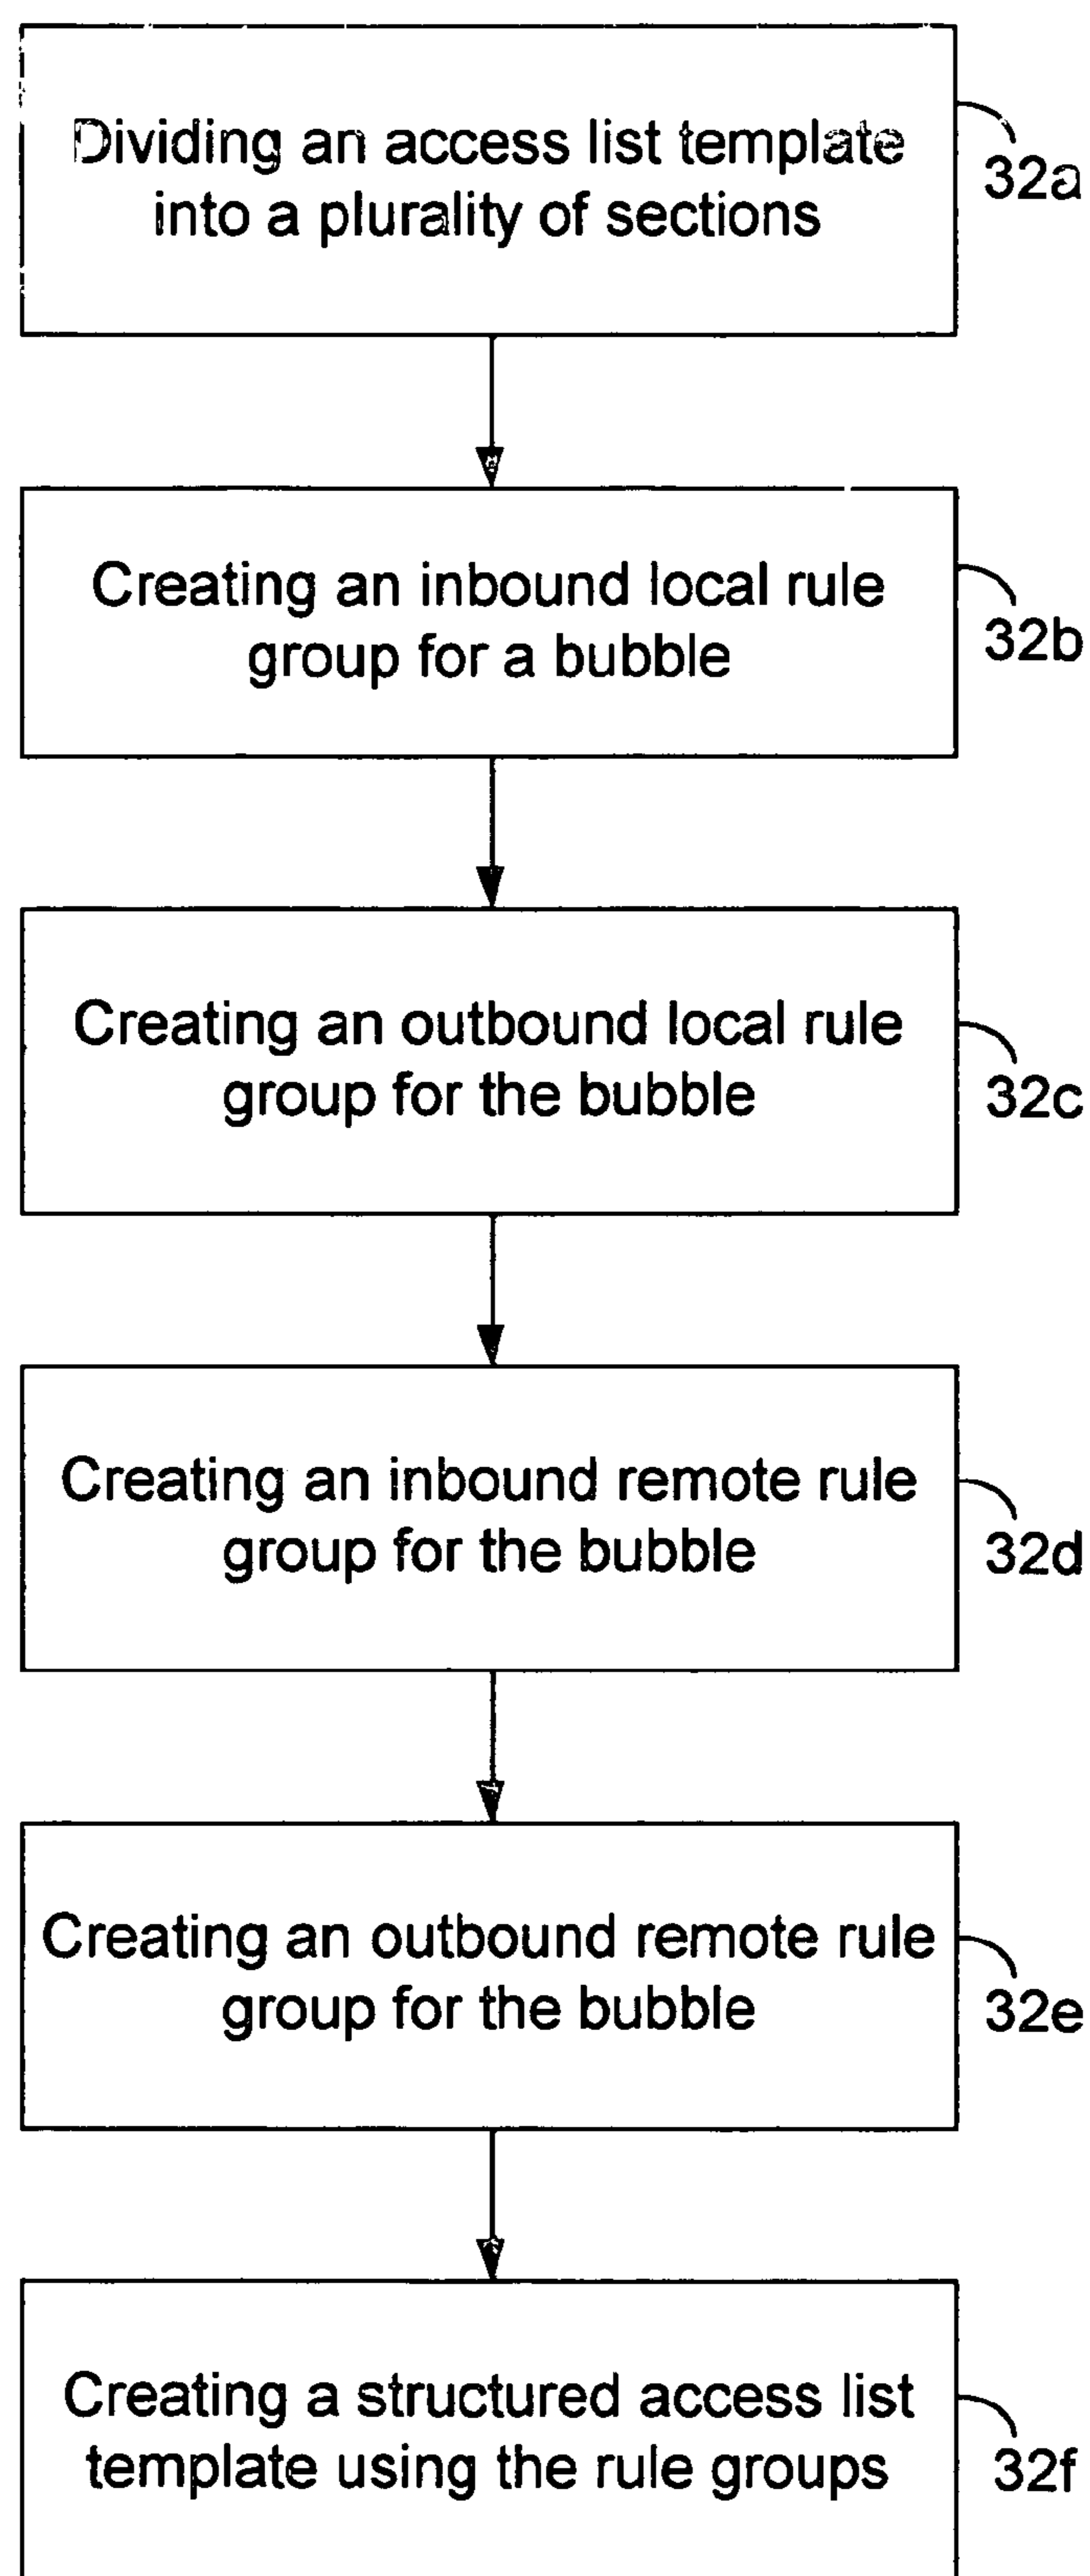 Dividing an access list template
into a plurality of sections
32a
Creating an inbound local rule
group for a bubble
32b
Creating an outbound local rule
group for the bubble
32c
Creating an inbound remote rule
group for the bubble
32d
Creating an outbound remote rule
group for the bubble
32e
Creating a structured access list
template using the rule groups
32f